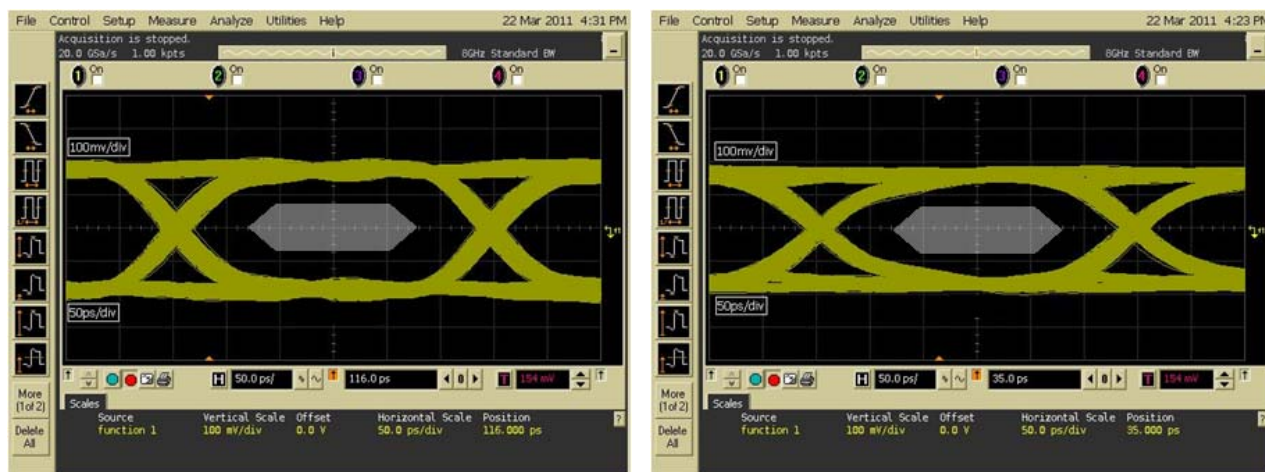 File Control Setup Measure Analyze Utilities Help 22 Mar 2011 4:31 PM
Acquisition is stopped.
20.0 GSa/s 1.00 kpts
8GHz Standard BW
1 On 2 On 3 On 4 On
100mv/div
50ps/div
More
(1of 2)
Delete
All
H 50.0 ps/ 116.0 ps 0 T 154 mV
Scales
Source Vertical Scale Offset Horizontal Scale Position
function 1 100 mV/div 0.0 V 50.0 ps/div 116.000 ps
File Control Setup Measure Analyze Utilities Help 22 Mar 2011 4:23 PM
Acquisition is stopped.
20.0 GSa/s 1.00 kpts
8GHz Standard BW
1 On 2 On 3 On 4 On
100mv/div
50ps/div
More
(1of 2)
Delete
All
H 50.0 ps/ 35.0 ps 0 T 154 mV
Scales
Source Vertical Scale Offset Horizontal Scale Position
function 1 100 mV/div 0.0 V 50.0 ps/div 35.000 ps